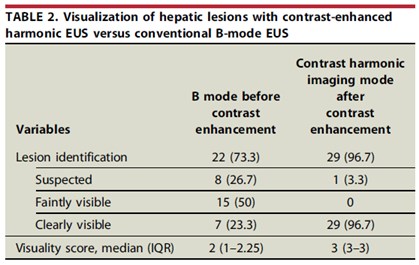 TABLE 2. Visualization of hepatic lesions with contrast-enhanced
harmonic EUS versus conventional B-mode EUS
Variables B mode before contrast enhancement Contrast harmonic imaging mode after contrast enhancement
Lesion identification 22 (73.3) 29 (96.7)
Suspected 8 (26.7) 1 (3.3)
Faintly visible 15 (50) 0
Clearly visible 7 (23.3) 29 (96.7)
Visuality score, median (IQR) 2 (1–2.25) 3 (3–3)